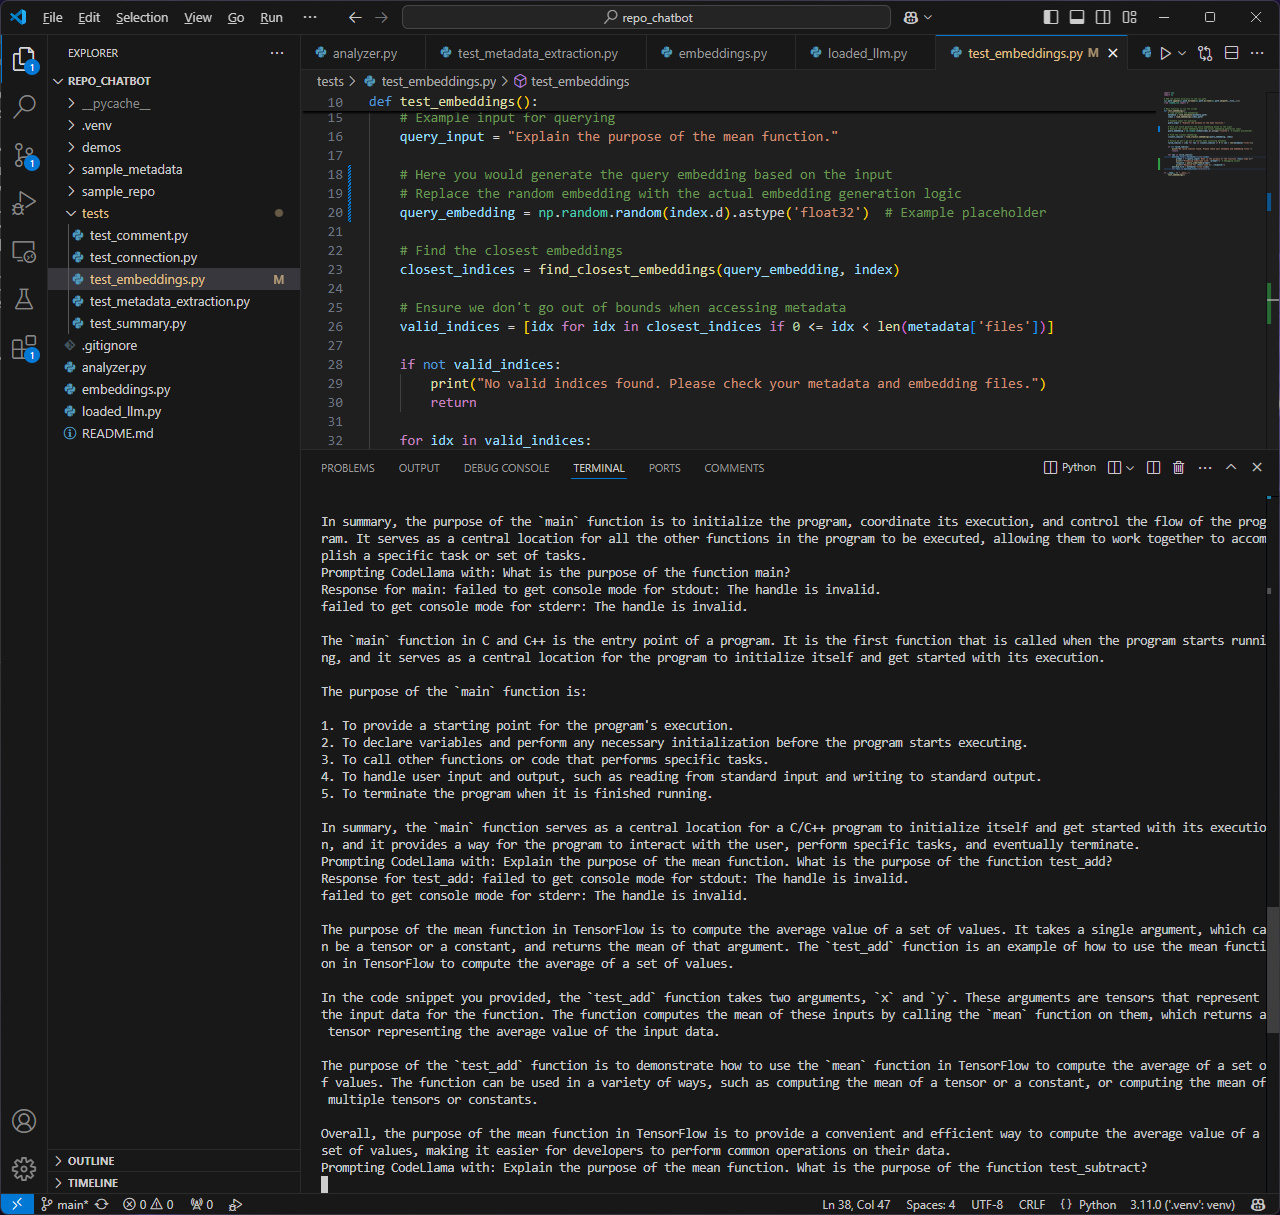 File Edit Selection View Go Run ··· repo_chatbot
EXPLORER ···
REPO_CHATBOT
__pycache__
.venv
demos
sample_metadata
sample_repo
tests
test_comment.py
test_connection.py
test_embeddings.py M
test_metadata_extraction.py
test_summary.py
.gitignore
analyzer.py
embeddings.py
loaded_llm.py
README.md
OUTLINE
TIMELINE
1
1
1
analyzer.py test_metadata_extraction.py embeddings.py loaded_llm.py test_embeddings.py M
tests > test_embeddings.py > test_embeddings
10 def test_embeddings():
15 # Example input for querying
16 query_input = "Explain the purpose of the mean function."
17
18 # Here you would generate the query embedding based on the input
19 # Replace the random embedding with the actual embedding generation logic
20 query_embedding = np.random.random(index.d).astype('float32')  # Example placeholder
21
22 # Find the closest embeddings
23 closest_indices = find_closest_embeddings(query_embedding, index)
24
25 # Ensure we don't go out of bounds when accessing metadata
26 valid_indices = [idx for idx in closest_indices if 0 <= idx < len(metadata['files'])]
27
28 if not valid_indices:
29 print("No valid indices found. Please check your metadata and embedding files.")
30 return
31
32 for idx in valid_indices:
PROBLEMS OUTPUT DEBUG CONSOLE TERMINAL PORTS COMMENTS Python
In summary, the purpose of the `main` function is to initialize the program, coordinate its execution, and control the flow of the prog
ram. It serves as a central location for all the other functions in the program to be executed, allowing them to work together to accom
plish a specific task or set of tasks.
Prompting CodeLlama with: What is the purpose of the function main?
Response for main: failed to get console mode for stdout: The handle is invalid.
failed to get console mode for stderr: The handle is invalid.
The `main` function in C and C++ is the entry point of a program. It is the first function that is called when the program starts runni
ng, and it serves as a central location for the program to initialize itself and get started with its execution.
The purpose of the `main` function is:
1. To provide a starting point for the program's execution.
2. To declare variables and perform any necessary initialization before the program starts executing.
3. To call other functions or code that performs specific tasks.
4. To handle user input and output, such as reading from standard input and writing to standard output.
5. To terminate the program when it is finished running.
In summary, the `main` function serves as a central location for a C/C++ program to initialize itself and get started with its executio
n, and it provides a way for the program to interact with the user, perform specific tasks, and eventually terminate.
Prompting CodeLlama with: Explain the purpose of the mean function. What is the purpose of the function test_add?
Response for test_add: failed to get console mode for stdout: The handle is invalid.
failed to get console mode for stderr: The handle is invalid.
The purpose of the mean function in TensorFlow is to compute the average value of a set of values. It takes a single argument, which ca
n be a tensor or a constant, and returns the mean of that argument. The `test_add` function is an example of how to use the mean functi
on in TensorFlow to compute the average of a set of values.
In the code snippet you provided, the `test_add` function takes two arguments, `x` and `y`. These arguments are tensors that represent
the input data for the function. The function computes the mean of these inputs by calling the `mean` function on them, which returns a
tensor representing the average value of the input data.
The purpose of the `test_add` function is to demonstrate how to use the `mean` function in TensorFlow to compute the average of a set o
f values. The function can be used in a variety of ways, such as computing the mean of a tensor or a constant, or computing the mean of
multiple tensors or constants.
Overall, the purpose of the mean function in TensorFlow is to provide a convenient and efficient way to compute the average value of a
set of values, making it easier for developers to perform common operations on their data.
Prompting CodeLlama with: Explain the purpose of the mean function. What is the purpose of the function test_subtract?
main* 0 0 0 Ln 38, Col 47 Spaces: 4 UTF-8 CRLF {} Python 3.11.0 ('.venv': venv)